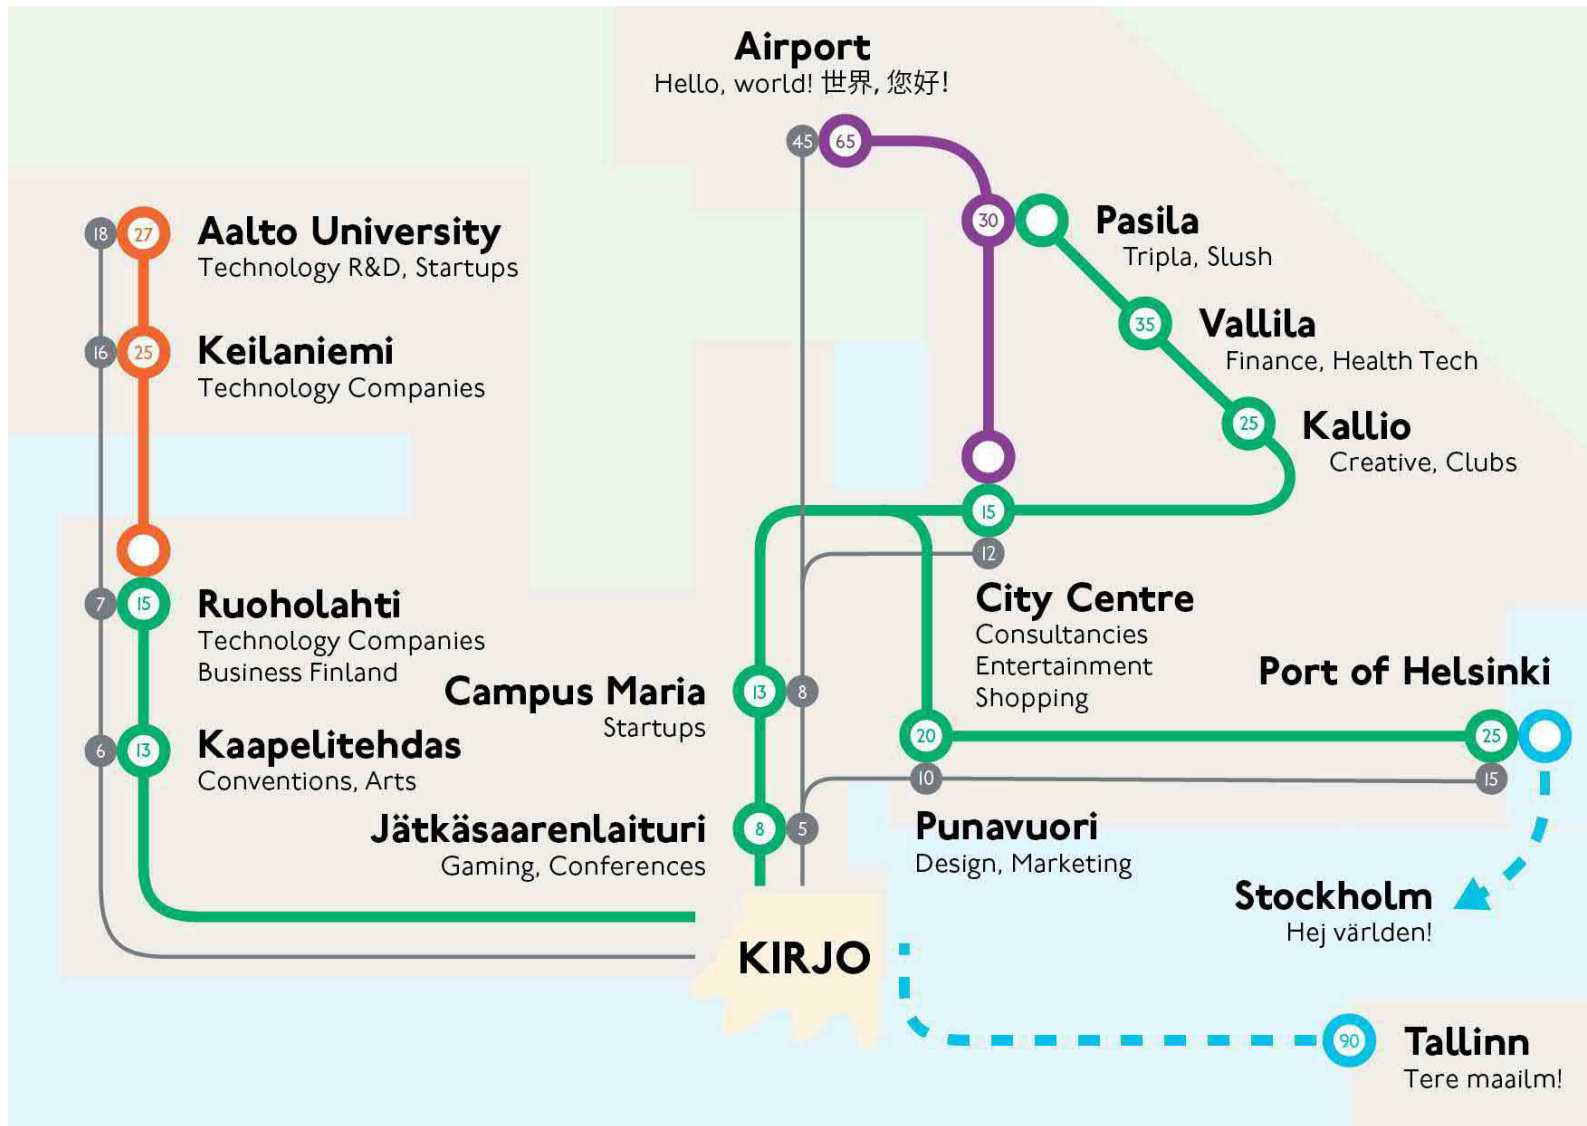 Airport
Hello, world! 世界, 您好!
45 65
18 27 Aalto University
Technology R&D, Startups
30 Pasila
Tripla, Slush
16 25 Keilaniemi
Technology Companies
35 Vallila
Finance, Health Tech
25 Kallio
Creative, Clubs
15
12
7 15 Ruoholahti
Technology Companies
Business Finland
City Centre
Consultancies
Entertainment
Shopping
Campus Maria 13 8
Startups
Port of Helsinki
6 13 Kaapelitehdas
Conventions, Arts
20 25
10 15
Jätkäsaarenlaituri 8 5
Gaming, Conferences
Punavuori
Design, Marketing
Stockholm
Hej världen!
KIRJO
90 Tallinn
Tere maailm!